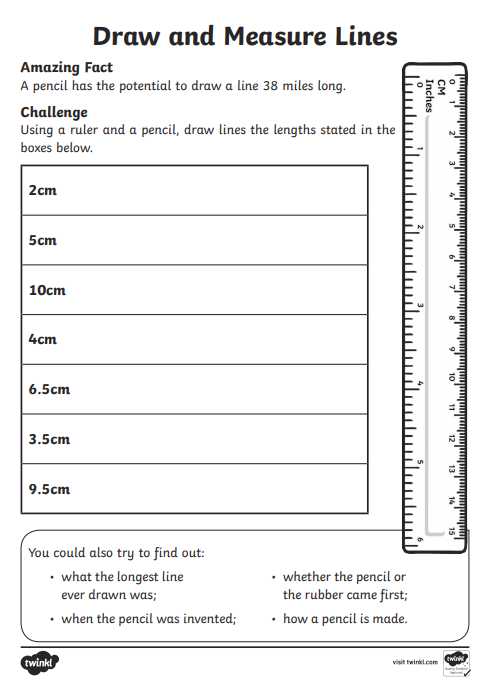 Draw and Measure Lines
Amazing Fact
A pencil has the potential to draw a line 38 miles long.
Challenge
Using a ruler and a pencil, draw lines the lengths stated in the
boxes below.
2cm
5cm
10cm
4cm
6.5cm
3.5cm
9.5cm
CM
0 1 2 3 4 5 6 7 8 9 10 11 12 13 14 15
Inches
0 1 2 3 4 5 6
You could also try to find out:
• what the longest line
ever drawn was;
• when the pencil was invented;
• whether the pencil or
the rubber came first;
• how a pencil is made.
twinkl
visit twinkl.com
twinkl